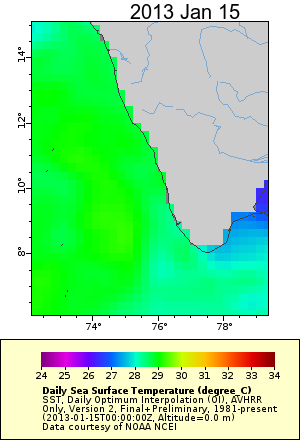 2013 Jan 15
14°
12°
10°
8°
74° 76° 78°
24 25 26 27 28 29 30 31 32 33 34
Daily Sea Surface Temperature (degree_C)
SST, Daily Optimum Interpolation (OI), AVHRR
Only, Version 2, Final+Preliminary, 1981-present
(2013-01-15T00:00:00Z, Altitude=0.0 m)
Data courtesy of NOAA NCEI